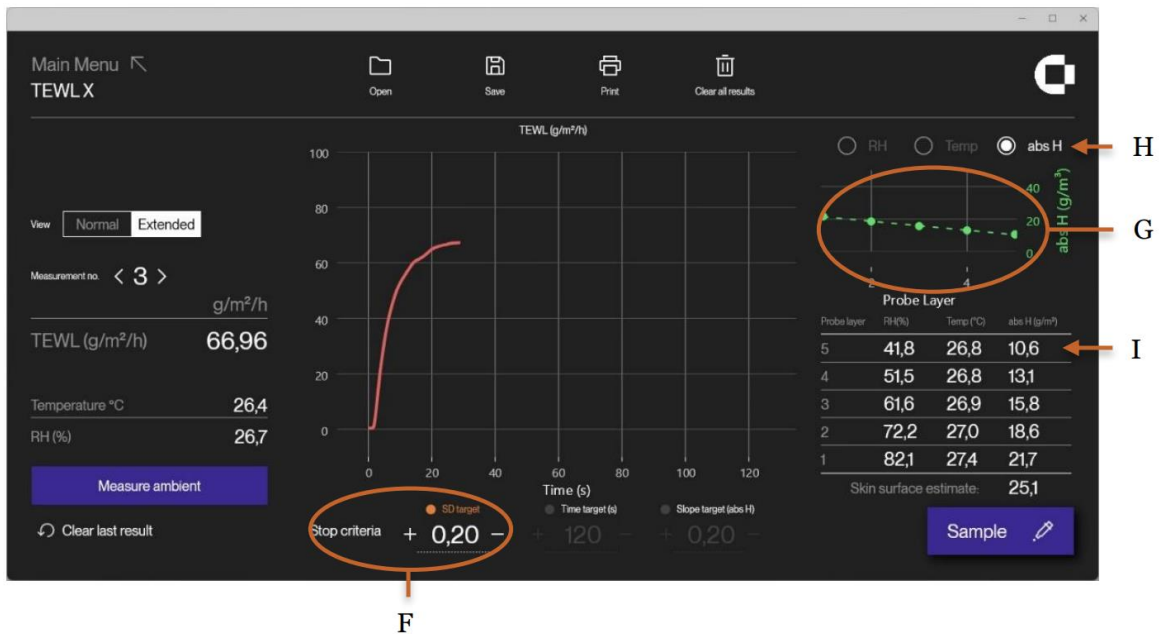 Main Menu
TEWL X
Open
Save
Print
Clear all results
TEWL (g/m²/h)
100
80
60
40
20
0
0 20 40 60 80 100 120
Time (s)
View Normal Extended
Measurement no. < 3 >
g/m²/h
TEWL (g/m²/h) 66,96
Temperature °C 26,4
RH (%) 26,7
Measure ambient
Clear last result
SD target Time target (s) Slope target (abs H)
Stop criteria + 0,20 − + 120 − + 0,20 −
F
RH Temp abs H
H
40
20
0
abs H (g/m³)
G
2 4
Probe Layer
Probe layer RH(%) Temp (°C) abs H (g/m³)
5 41,8 26,8 10,6
I
4 51,5 26,8 13,1
3 61,6 26,9 15,8
2 72,2 27,0 18,6
1 82,1 27,4 21,7
Skin surface estimate: 25,1
Sample